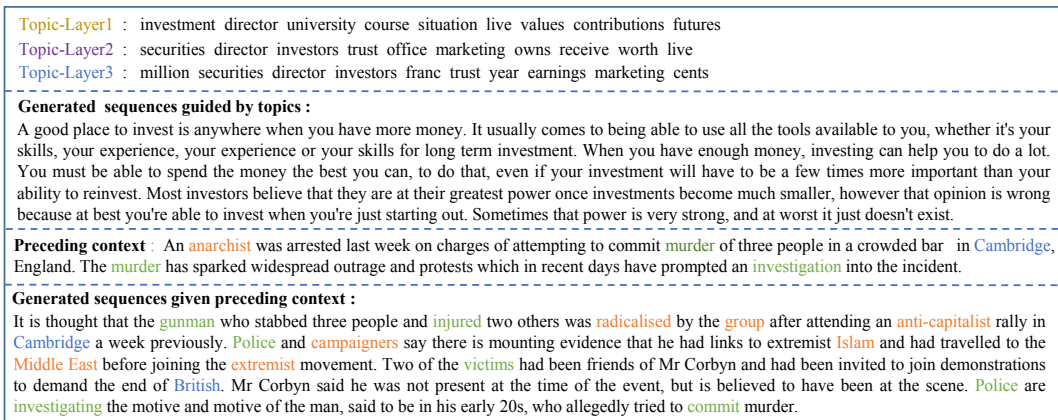 Topic-Layer1 : investment director university course situation live values contributions futures
Topic-Layer2 : securities director investors trust office marketing owns receive worth live
Topic-Layer3 : million securities director investors franc trust year earnings marketing cents
Generated sequences guided by topics :
A good place to invest is anywhere when you have more money. It usually comes to being able to use all the tools available to you, whether it's your
skills, your experience, your experience or your skills for long term investment. When you have enough money, investing can help you to do a lot.
You must be able to spend the money the best you can, to do that, even if your investment will have to be a few times more important than your
ability to reinvest. Most investors believe that they are at their greatest power once investments become much smaller, however that opinion is wrong
because at best you're able to invest when you're just starting out. Sometimes that power is very strong, and at worst it just doesn't exist.
Preceding context : An anarchist was arrested last week on charges of attempting to commit murder of three people in a crowded bar in Cambridge,
England. The murder has sparked widespread outrage and protests which in recent days have prompted an investigation into the incident.
Generated sequences given preceding context :
It is thought that the gunman who stabbed three people and injured two others was radicalised by the group after attending an anti-capitalist rally in
Cambridge a week previously. Police and campaigners say there is mounting evidence that he had links to extremist Islam and had travelled to the
Middle East before joining the extremist movement. Two of the victims had been friends of Mr Corbyn and had been invited to join demonstrations
to demand the end of British. Mr Corbyn said he was not present at the time of the event, but is believed to have been at the scene. Police are
investigating the motive and motive of the man, said to be in his early 20s, who allegedly tried to commit murder.